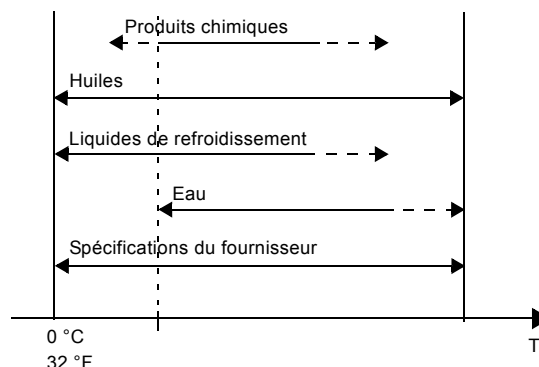 Produits chimiques
Huiles
Liquides de refroidissement
Eau
Spécifications du fournisseur
0 °C
32 °F
T